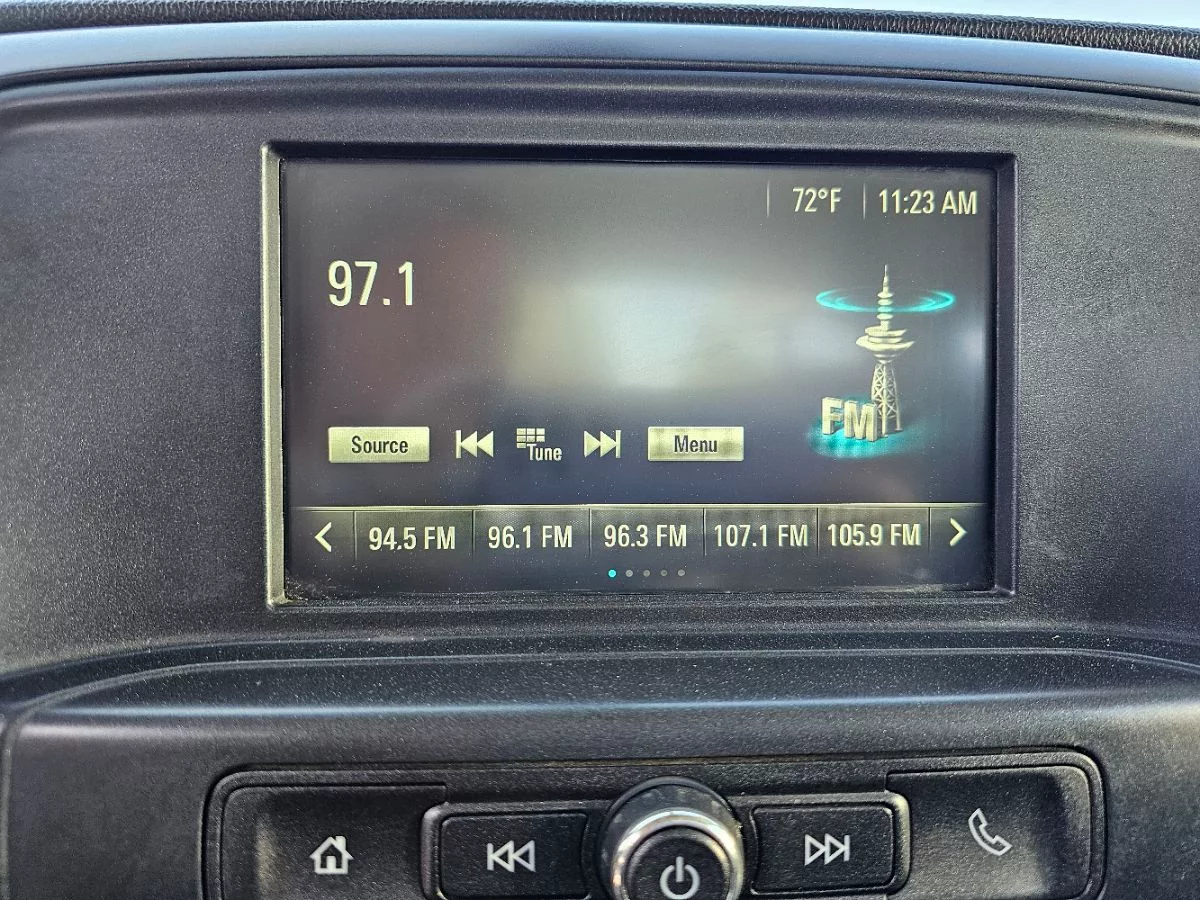 72°F 11:23 AM
97.1
FM
Source Tune Menu
94.5 FM 96.1 FM 96.3 FM 107.1 FM 105.9 FM